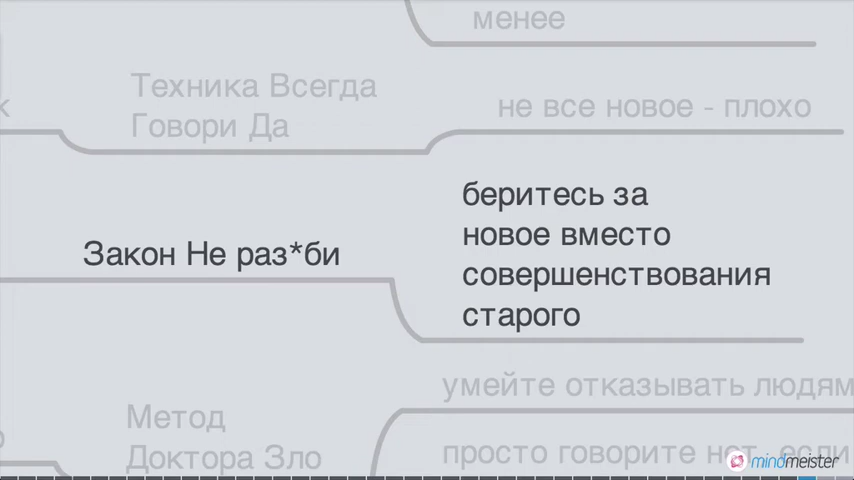 менее
Техника Всегда
Говори Да
не все новое - плохо
Закон Не раз*би
беритесь за
новое вместо
совершенствования
старого
Метод
Доктора Зло
умейте отказывать людям
просто говорите нет, если
mindmeister